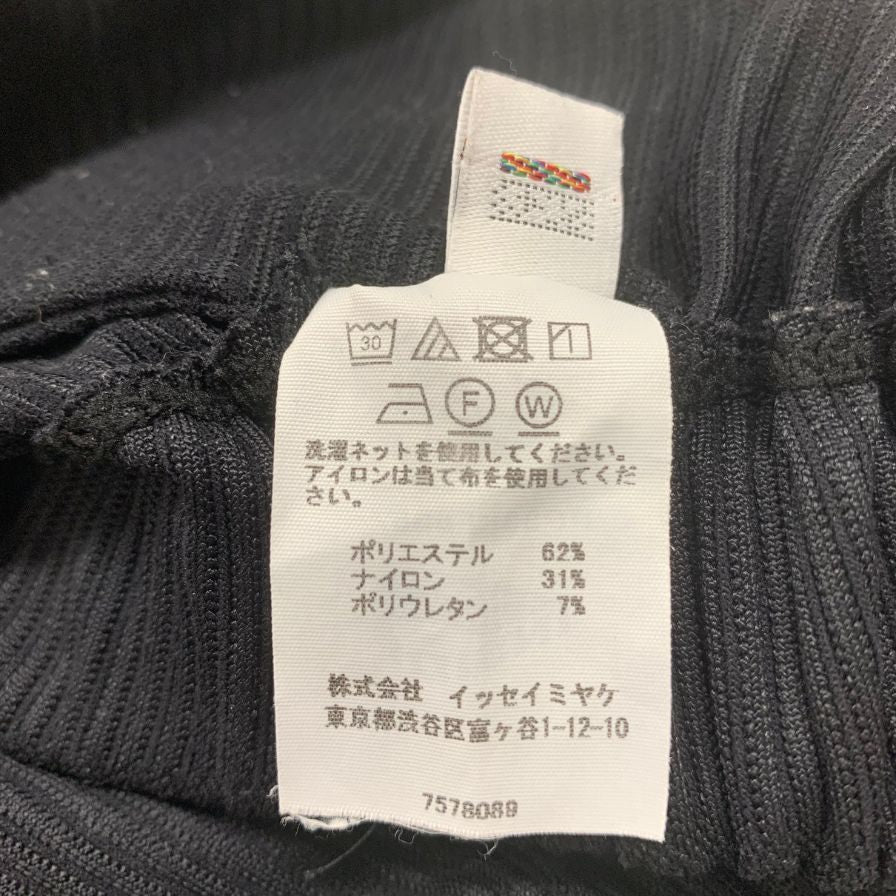 30
F W
洗濯ネットを使用してください。
アイロンは当て布を使用してくだ
さい。
ポリエステル 62%
ナイロン 31%
ポリウレタン 7%
株式会社 イッセイミヤケ
東京都渋谷区富ヶ谷1-12-10
7578089